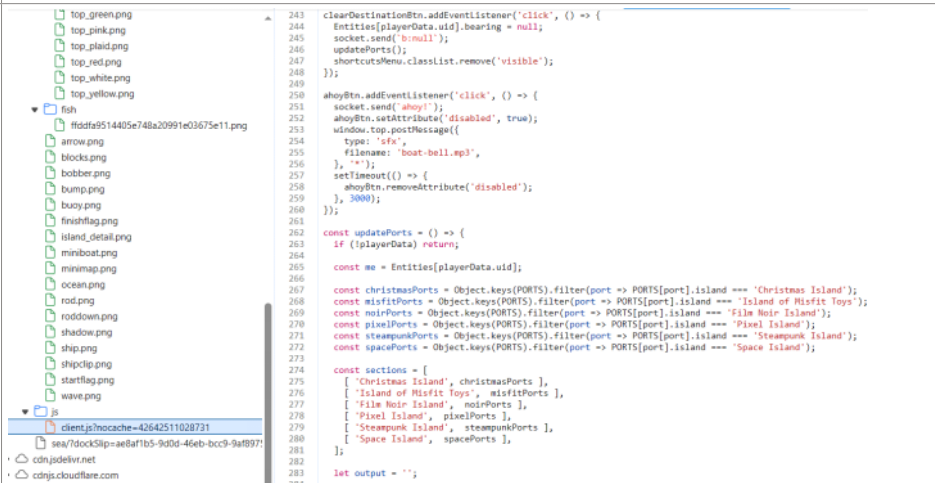 top_green.png
top_pink.png
top_plaid.png
top_red.png
top_white.png
top_yellow.png
fish
ffddfa9514405e748a20991e03675e11.png
arrow.png
blocks.png
bobber.png
bump.png
buoy.png
finishflag.png
island_detail.png
miniboat.png
minimap.png
ocean.png
rod.png
roddown.png
shadow.png
ship.png
shipclip.png
startflag.png
wave.png
js
client.js?nocache=42642511028731
sea/?dockSlip=ae8af1b5-9d0d-46eb-bcc9-9af897
cdn.jsdelivr.net
cdnjs.cloudflare.com
243 clearDestinationBtn.addEventListener('click', () => {
244 Entities[playerData.uid].bearing = null;
245 socket.send(`b:null`);
246 updatePorts();
247 shortcutsMenu.classList.remove('visible');
248 });
249
250 ahoyBtn.addEventListener('click', () => {
251 socket.send(`ahoy!`);
252 ahoyBtn.setAttribute('disabled', true);
253 window.top.postMessage({
254 type: 'sfx',
255 filename: 'boat-bell.mp3',
256 }, '*');
257 setTimeout(() => {
258 ahoyBtn.removeAttribute('disabled');
259 }, 3000);
260 });
261
262 const updatePorts = () => {
263 if (!playerData) return;
264
265 const me = Entities[playerData.uid];
266
267 const christmasPorts = Object.keys(PORTS).filter(port => PORTS[port].island === 'Christmas Island');
268 const misfitPorts = Object.keys(PORTS).filter(port => PORTS[port].island === 'Island of Misfit Toys');
269 const noirPorts = Object.keys(PORTS).filter(port => PORTS[port].island === 'Film Noir Island');
270 const pixelPorts = Object.keys(PORTS).filter(port => PORTS[port].island === 'Pixel Island');
271 const steampunkPorts = Object.keys(PORTS).filter(port => PORTS[port].island === 'Steampunk Island');
272 const spacePorts = Object.keys(PORTS).filter(port => PORTS[port].island === 'Space Island');
273
274 const sections = [
275 [ 'Christmas Island', christmasPorts ],
276 [ 'Island of Misfit Toys', misfitPorts ],
277 [ 'Film Noir Island', noirPorts ],
278 [ 'Pixel Island', pixelPorts ],
279 [ 'Steampunk Island', steampunkPorts ],
280 [ 'Space Island', spacePorts ],
281 ];
282
283 let output = '';